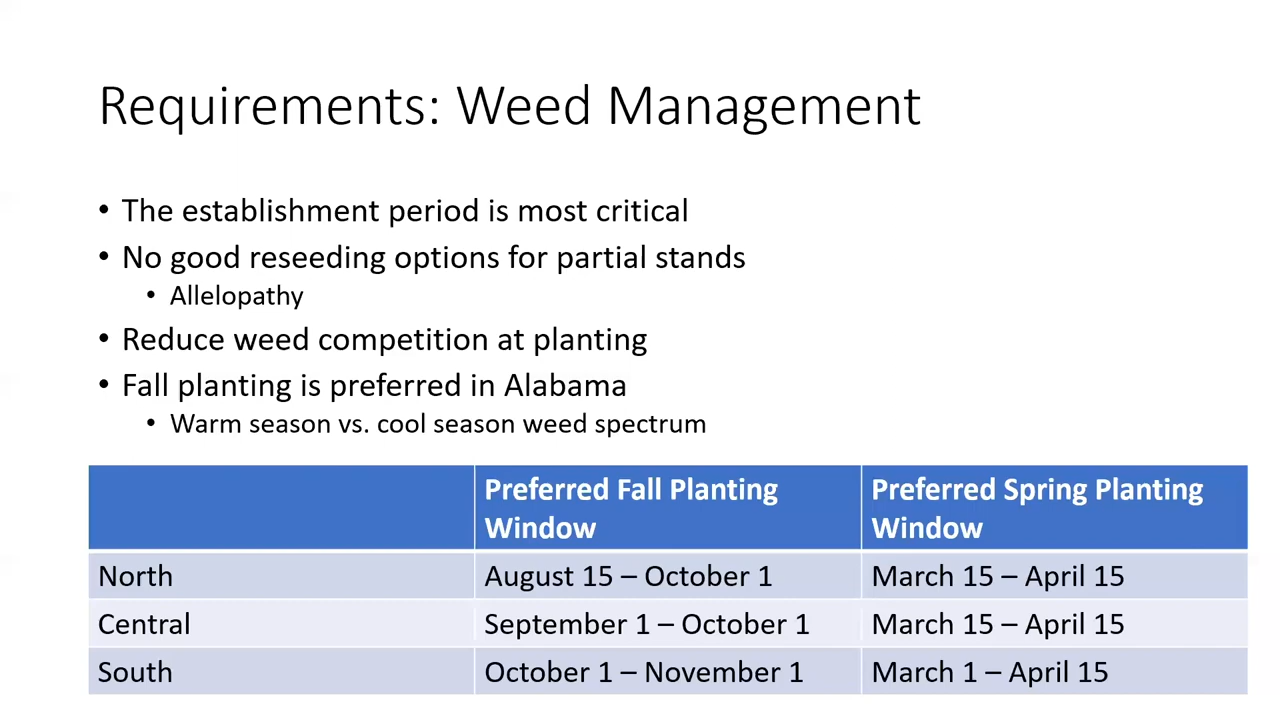 Requirements: Weed Management
• The establishment period is most critical
• No good reseeding options for partial stands
• Allelopathy
• Reduce weed competition at planting
• Fall planting is preferred in Alabama
• Warm season vs. cool season weed spectrum
Preferred Fall Planting Window
Preferred Spring Planting Window
North August 15 – October 1 March 15 – April 15
Central September 1 – October 1 March 15 – April 15
South October 1 – November 1 March 1 – April 15